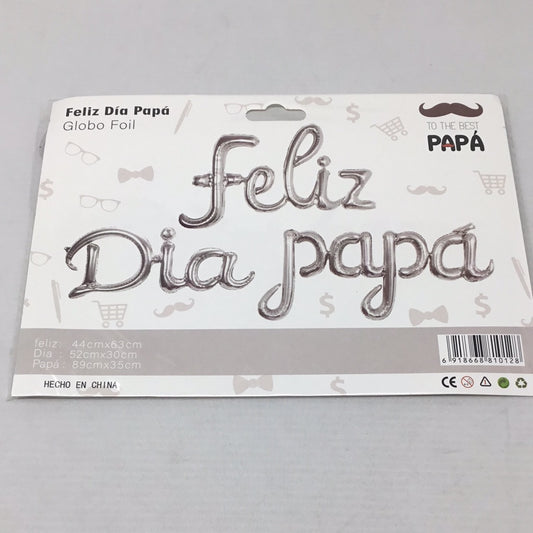 Feliz Día Papá
Globo Foil
TO THE BEST
PAPÁ
Feliz
Dia papá
feliz: 44cmx63cm
Dia : 52cmx30cm
Papá : 89cmx35cm
HECHO EN CHINA
6 918668 810128
CE